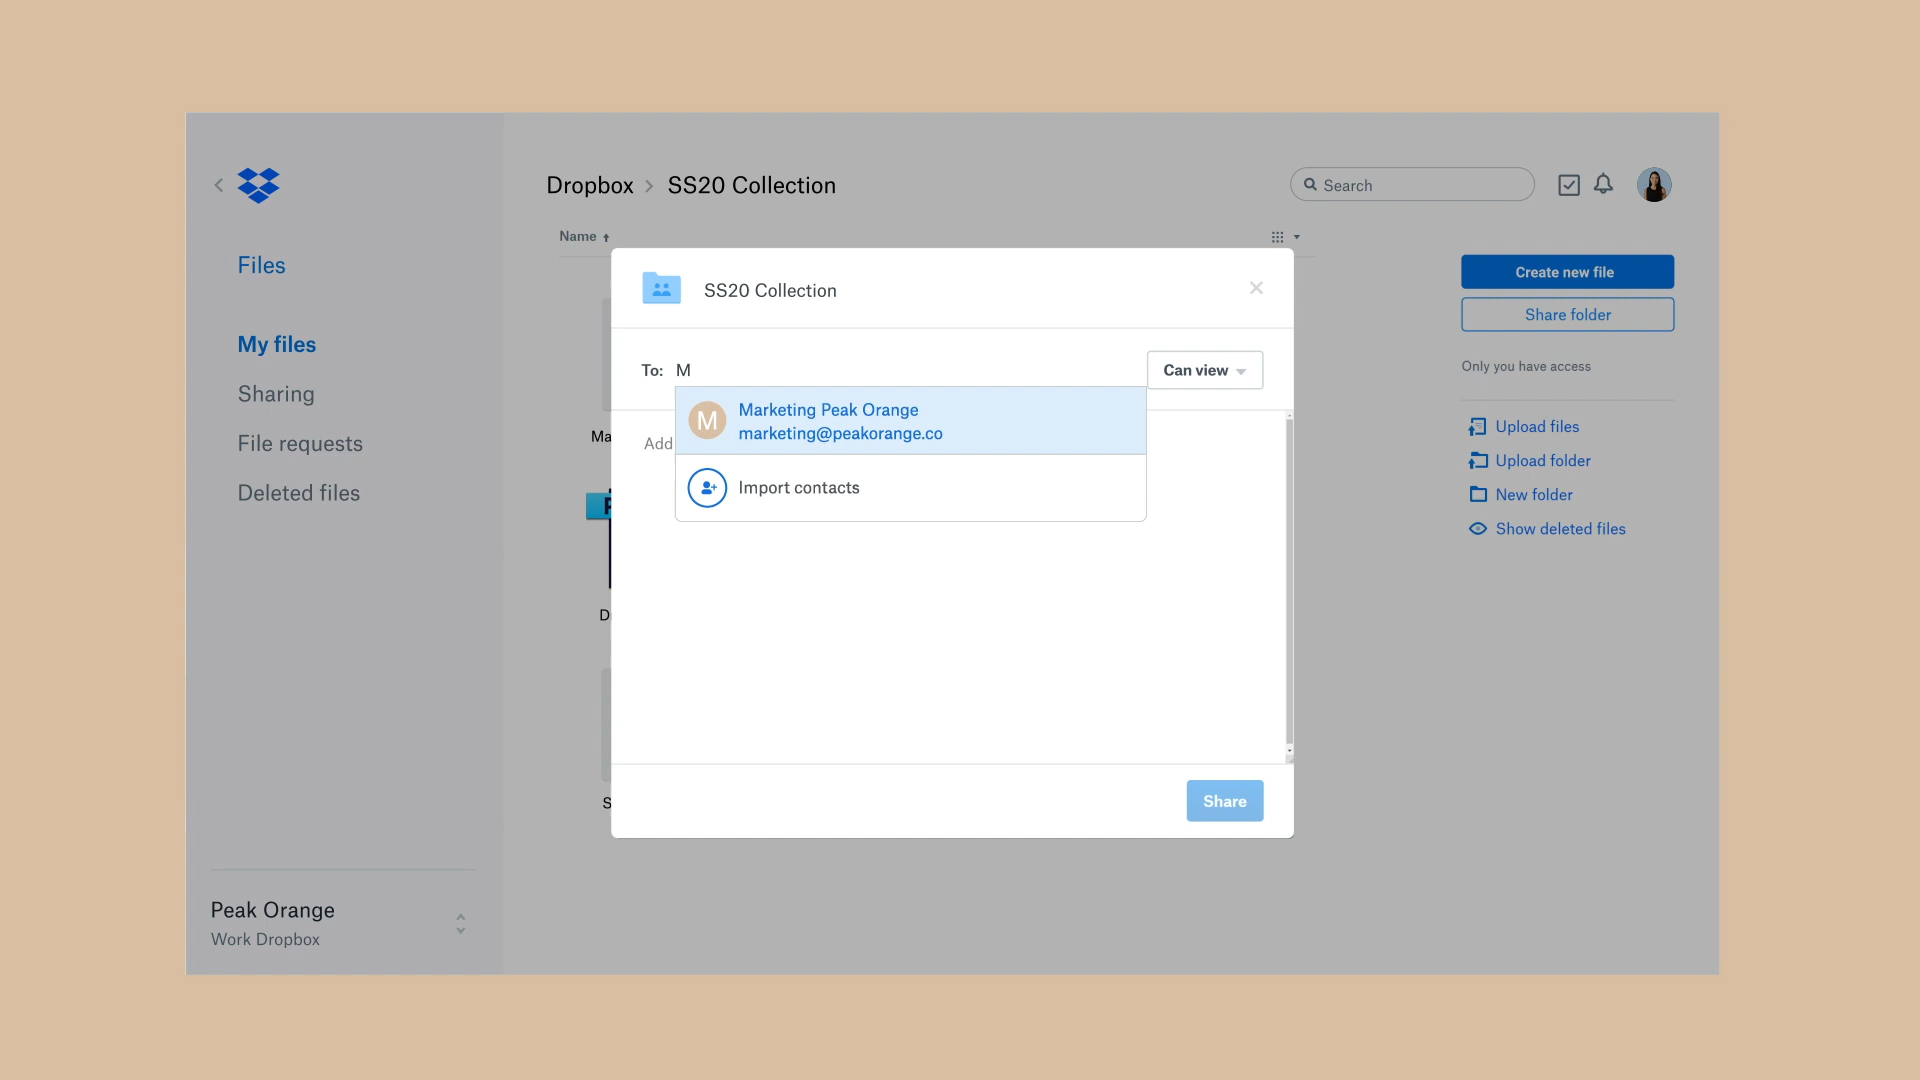 Dropbox > SS20 Collection
Search
Files
My files
Sharing
File requests
Deleted files
Peak Orange
Work Dropbox
Name
Ma
D
S
SS20 Collection
To: M
Can view
Marketing Peak Orange
marketing@peakorange.co
Add
Import contacts
Share
Create new file
Share folder
Only you have access
Upload files
Upload folder
New folder
Show deleted files